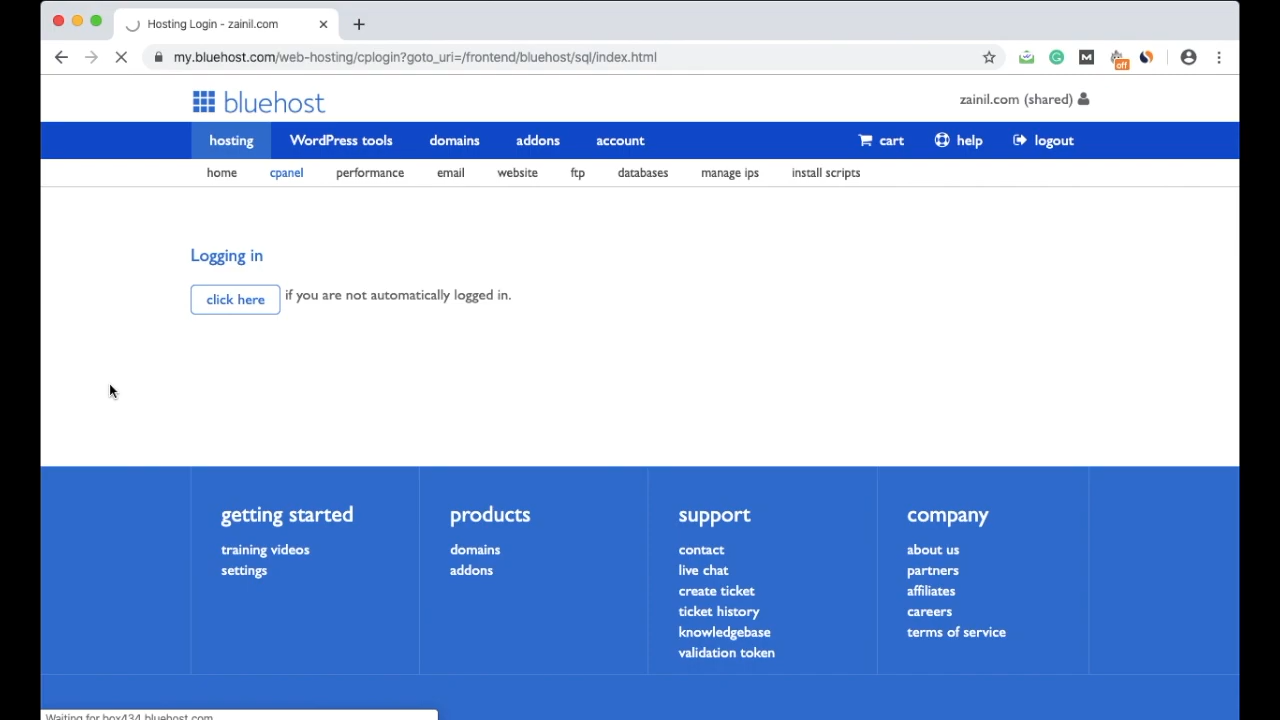 Hosting Login - zainil.com
my.bluehost.com/web-hosting/cplogin?goto_uri=/frontend/bluehost/sql/index.html
M
off
bluehost
zainil.com (shared)
hosting WordPress tools domains addons account cart help logout
home cpanel performance email website ftp databases manage ips install scripts
Logging in
click here if you are not automatically logged in.
getting started
training videos
settings
products
domains
addons
support
contact
live chat
create ticket
ticket history
knowledgebase
validation token
company
about us
partners
affiliates
careers
terms of service
Waiting for box434.bluehost.com